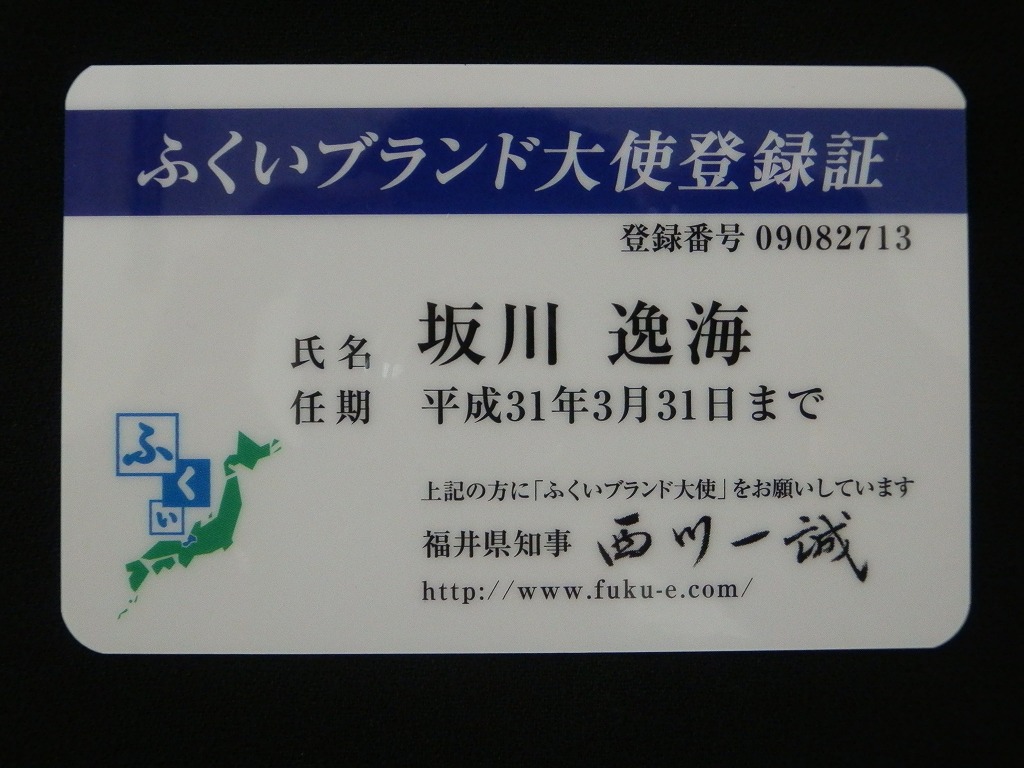 ふくいブランド大使登録証
登録番号 09082713
氏名 坂川 逸海
任期 平成31年3月31日まで
ふくい
上記の方に「ふくいブランド大使」をお願いしています
福井県知事 西川一誠
http://www.fuku-e.com/